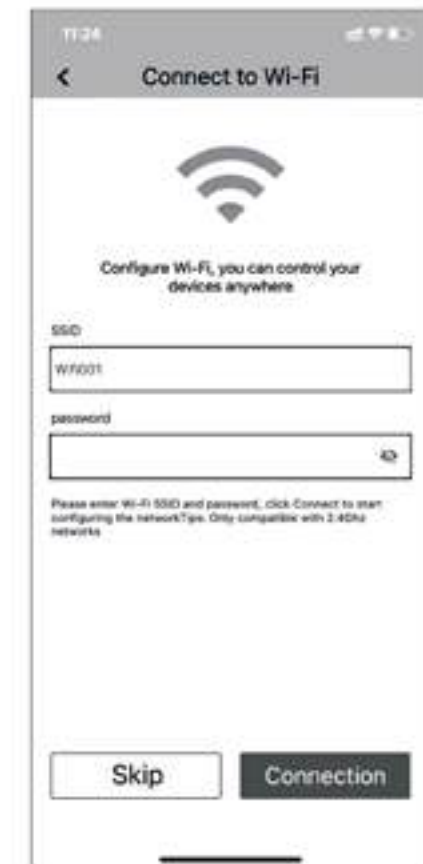 11:24
Connect to Wi-Fi
Configure Wi-Fi, you can control your
devices anywhere
SSID
password
Please enter Wi-Fi SSID and password, click Connect to start
configuring the networkTips: Only compatible with 2.4Ghz
networks
Skip
Connection